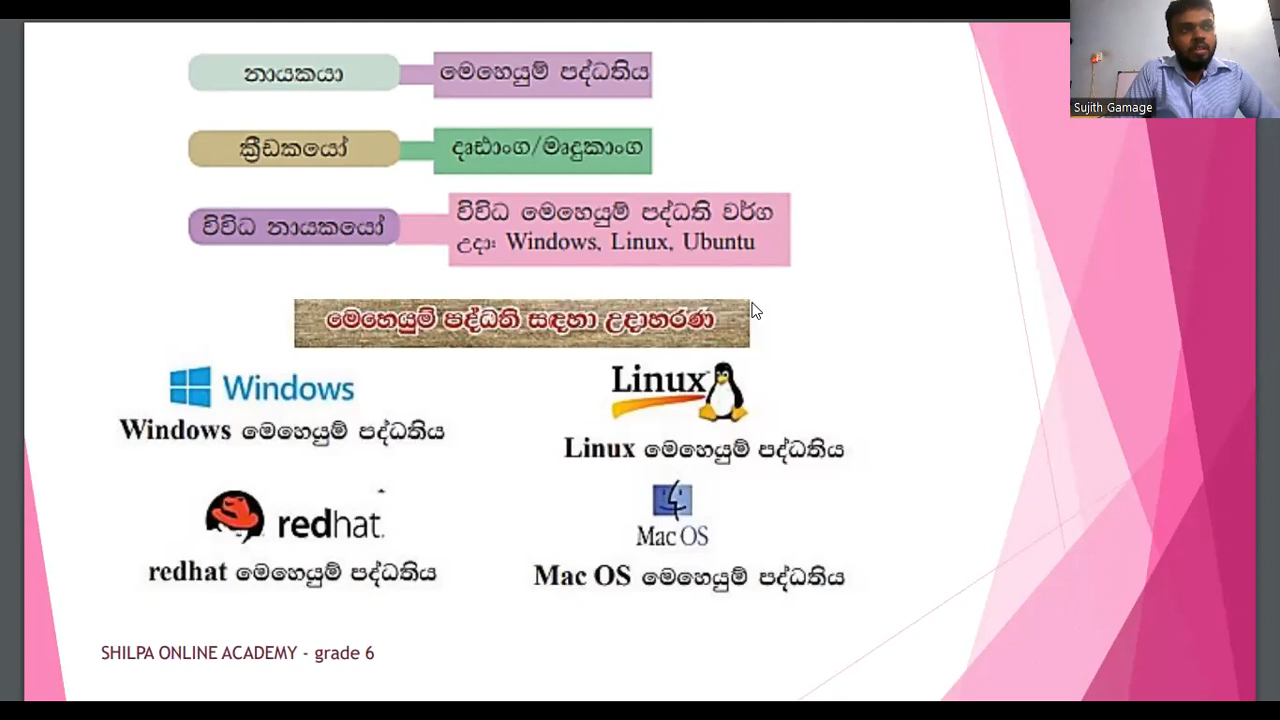 නායකයා
මෙහෙයුම් පද්ධතිය
ක්‍රීඩකයෝ
දෘඪාංග/මෘදුකාංග
විවිධ නායකයෝ
විවිධ මෙහෙයුම් පද්ධති වර්ග
උදා: Windows, Linux, Ubuntu
මෙහෙයුම් පද්ධති සඳහා උදාහරණ
Windows
Windows මෙහෙයුම් පද්ධතිය
Linux
Linux මෙහෙයුම් පද්ධතිය
redhat.
redhat මෙහෙයුම් පද්ධතිය
Mac OS
Mac OS මෙහෙයුම් පද්ධතිය
SHILPA ONLINE ACADEMY - grade 6
Sujith Gamage